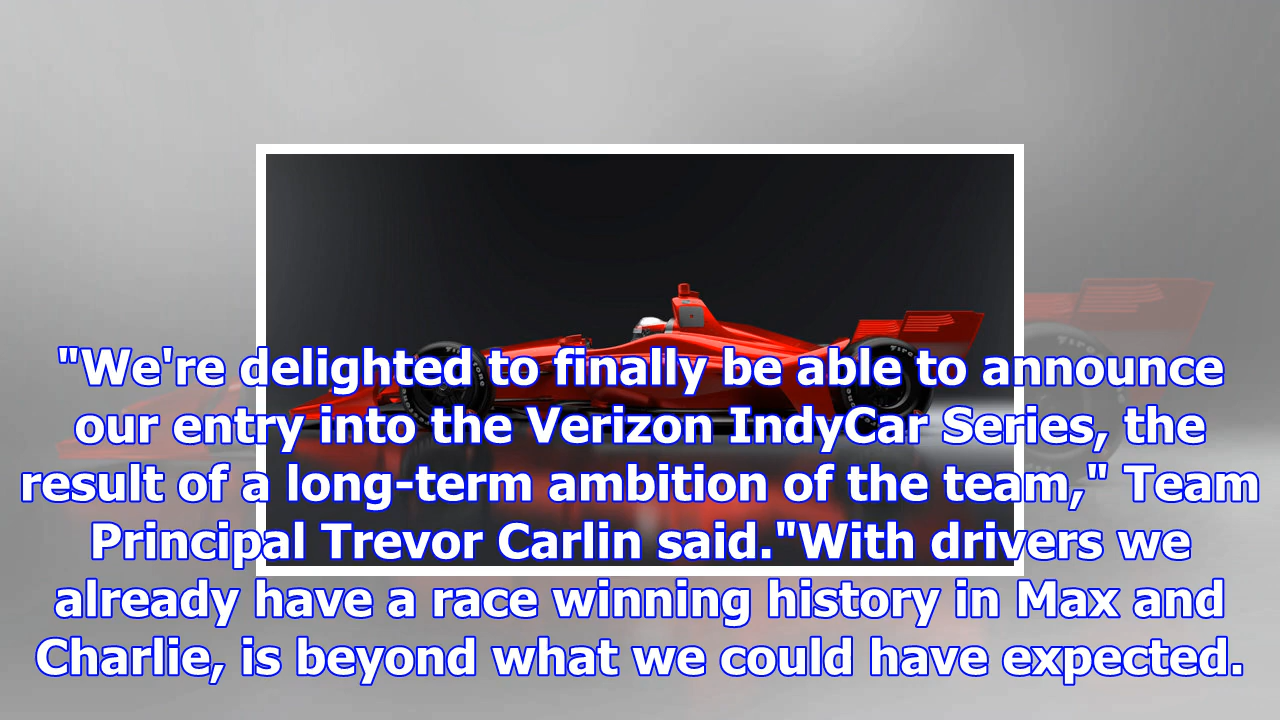 "We're delighted to finally be able to announce
our entry into the Verizon IndyCar Series, the
result of a long-term ambition of the team," Team
Principal Trevor Carlin said."With drivers we
already have a race winning history in Max and
Charlie, is beyond what we could have expected.
Firestone
Firestone